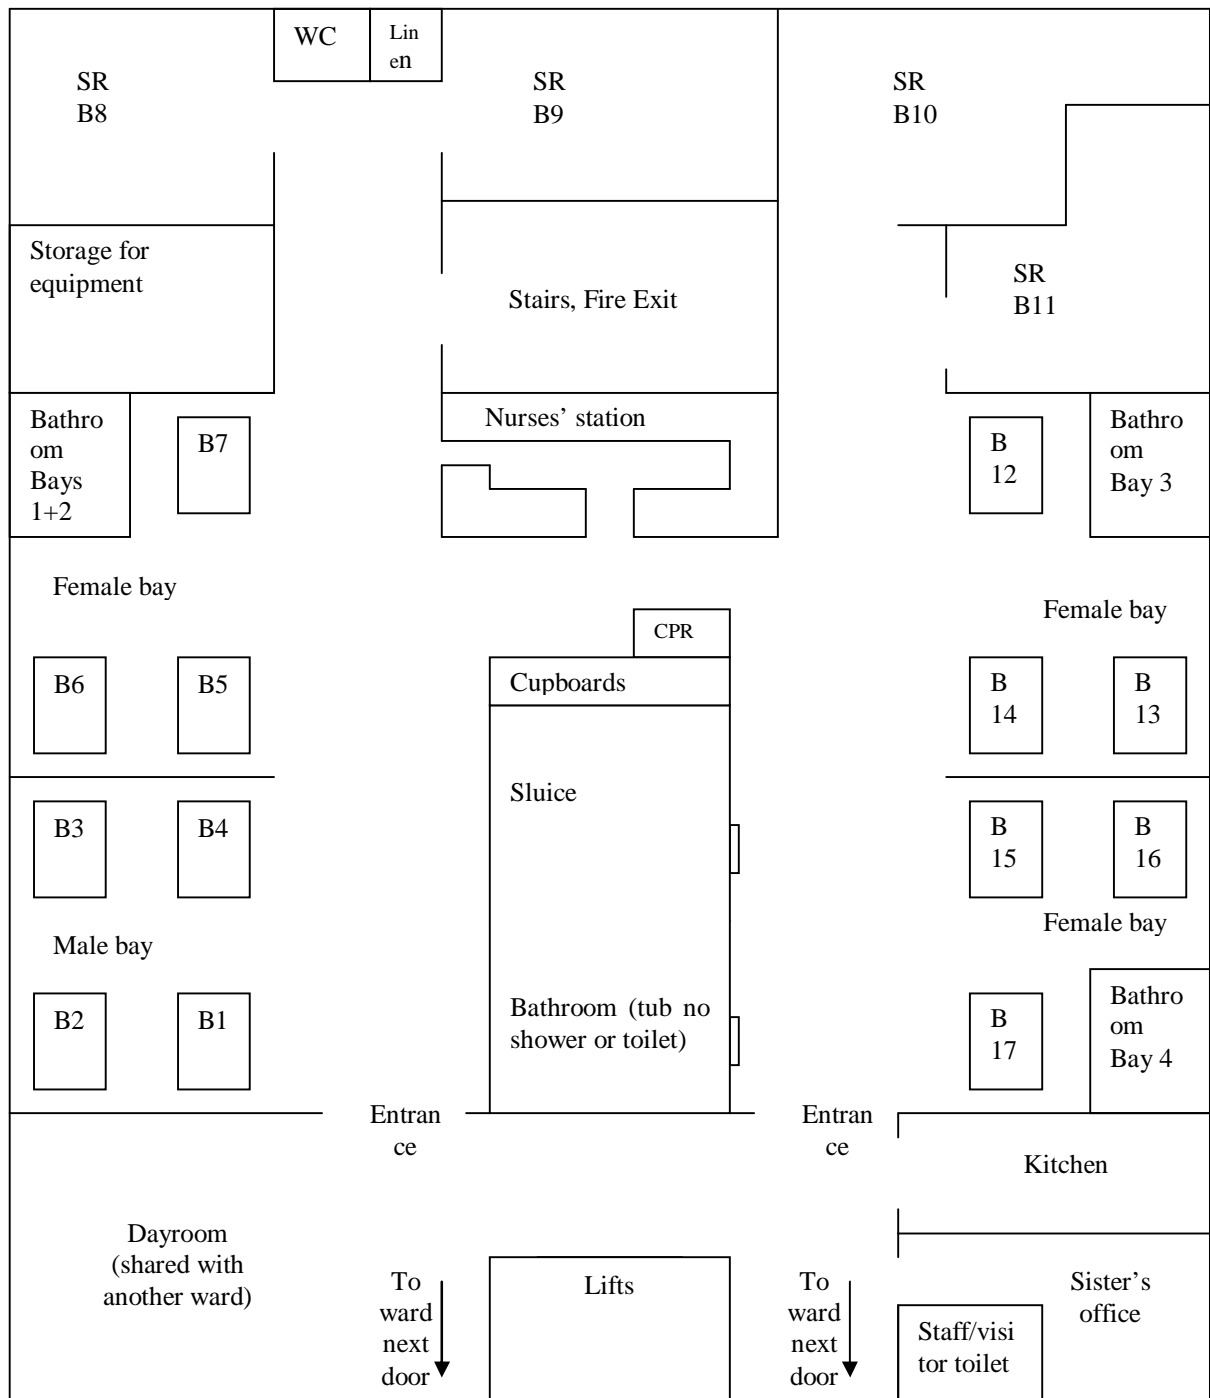 WC
Lin
en
SR
B8
SR
B9
SR
B10
Storage for
equipment
Stairs, Fire Exit
SR
B11
Bathro
om
Bays
1+2
B7
Nurses’ station
B
12
Bathro
om
Bay 3
Female bay
Female bay
CPR
Cupboards
B6
B5
B
14
B
13
Sluice
B3
B4
B
15
B
16
Male bay
Female bay
B2
B1
Bathroom (tub no
shower or toilet)
B
17
Bathro
om
Bay 4
Entran
ce
Entran
ce
Kitchen
Dayroom
(shared with
another ward)
To
ward
next
door
Lifts
To
ward
next
door
Sister’s
office
Staff/visi
tor toilet